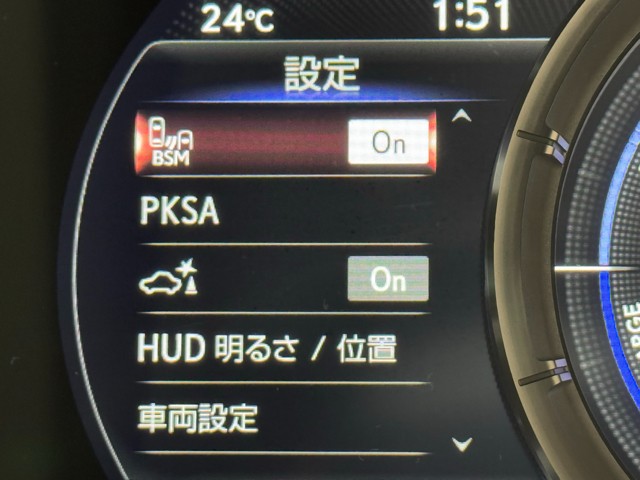 24℃ 1:51
設定
BSM On
PKSA
On
HUD 明るさ / 位置
車両設定